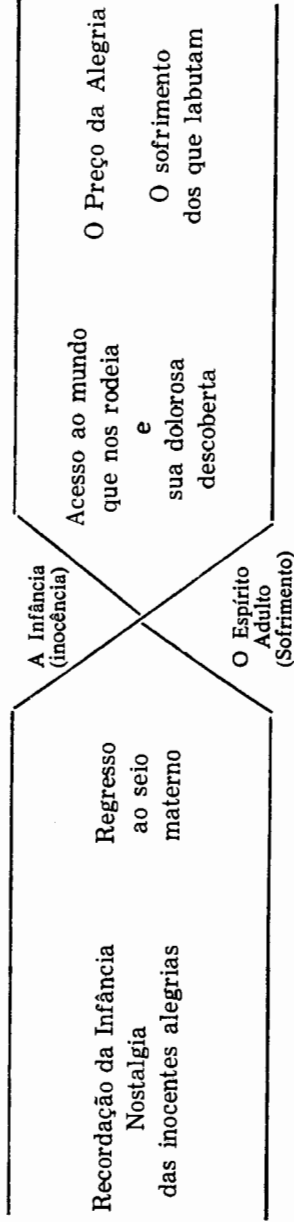 Recordação da Infância
Nostalgia
das inocentes alegrias
Regresso
ao seio
materno
A Infância
(inocência)
O Espírito
Adulto
(Sofrimento)
Acesso ao mundo
que nos rodeia
e
sua dolorosa
descoberta
O Preço da Alegria
O sofrimento
dos que labutam